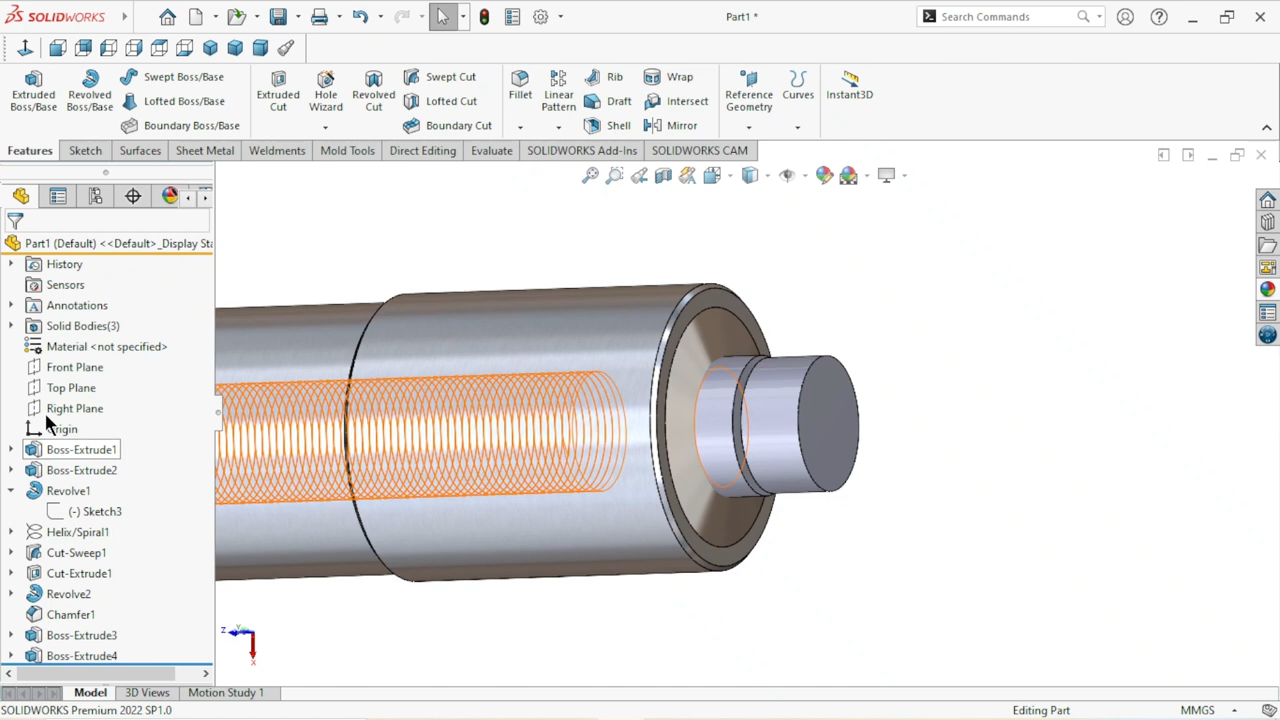 SOLIDWORKS
Part1 *
Search Commands
Extruded Boss/Base
Revolved Boss/Base
Swept Boss/Base
Lofted Boss/Base
Boundary Boss/Base
Extruded Cut
Hole Wizard
Revolved Cut
Swept Cut
Lofted Cut
Boundary Cut
Fillet
Linear Pattern
Rib
Draft
Shell
Wrap
Intersect
Mirror
Reference Geometry
Curves
Instant3D
Features
Sketch
Surfaces
Sheet Metal
Weldments
Mold Tools
Direct Editing
Evaluate
SOLIDWORKS Add-Ins
SOLIDWORKS CAM
Part1 (Default) <<Default>_Display Sta
History
Sensors
Annotations
Solid Bodies(3)
Material <not specified>
Front Plane
Top Plane
Right Plane
rigin
Boss-Extrude1
Boss-Extrude2
Revolve1
(-) Sketch3
Helix/Spiral1
Cut-Sweep1
Cut-Extrude1
Revolve2
Chamfer1
Boss-Extrude3
Boss-Extrude4
Z
Y
X
Model
3D Views
Motion Study 1
SOLIDWORKS Premium 2022 SP1.0
Editing Part
MMGS